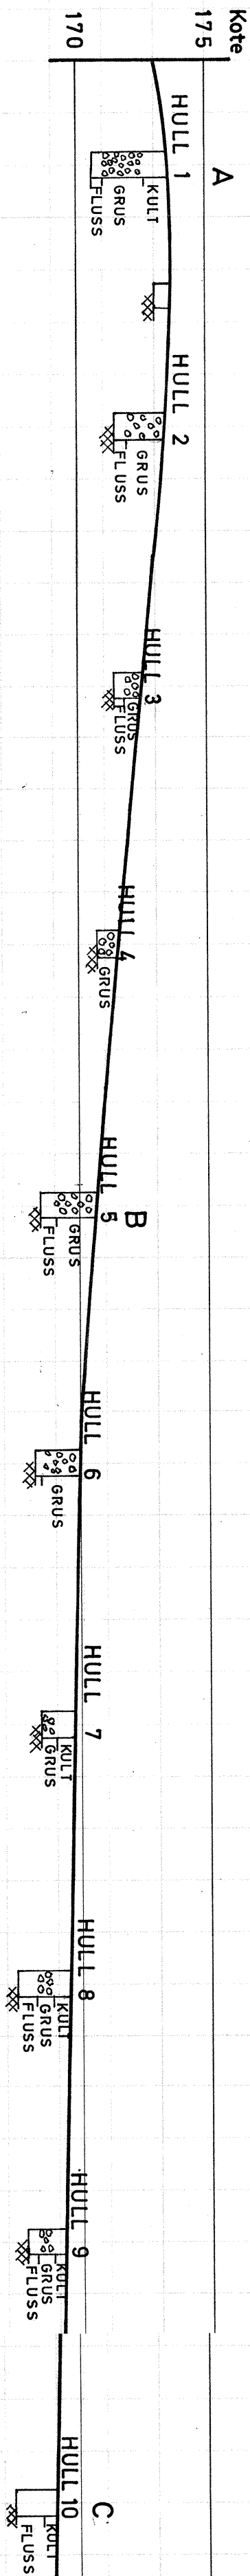 Kote
175
170
A
HULL 1
KULT
GRUS
FLUSS
HULL 2
GRUS
FLUSS
HULL 3
GRUS
FLUSS
HULL 4
GRUS
B
HULL 5
GRUS
FLUSS
HULL 6
GRUS
HULL 7
KULT
GRUS
HULL 8
KULT
GRUS
FLUSS
HULL 9
KULT
GRUS
FLUSS
C
HULL 10
KULT
FLUSS